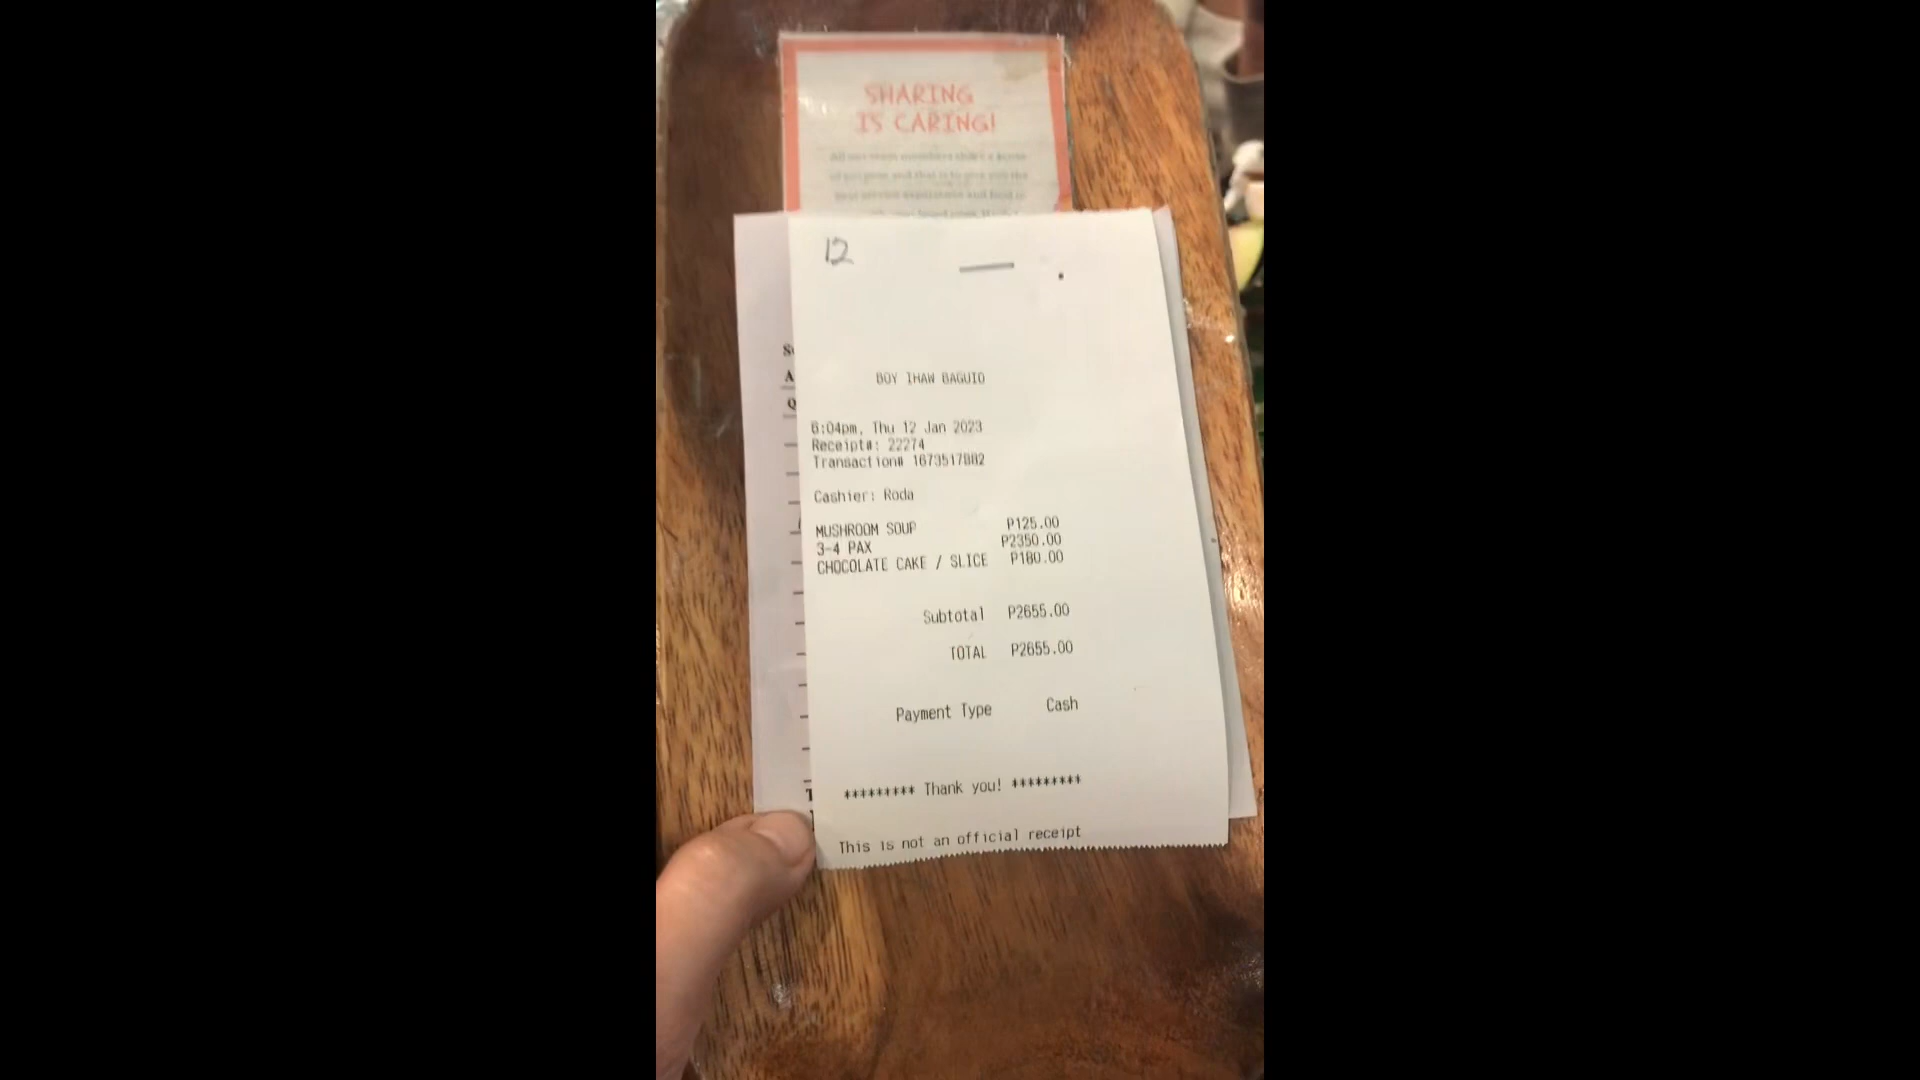 SHARING
IS CARING!
12
BOY IHAW BAGUIO
6:04pm, Thu 12 Jan 2023
Receipt#: 22274
Transaction# 1673517882
Cashier: Roda
MUSHROOM SOUP P125.00
3-4 PAX P2350.00
CHOCOLATE CAKE / SLICE P180.00
Subtotal P2655.00
TOTAL P2655.00
Payment Type Cash
********* Thank you! *********
This is not an official receipt